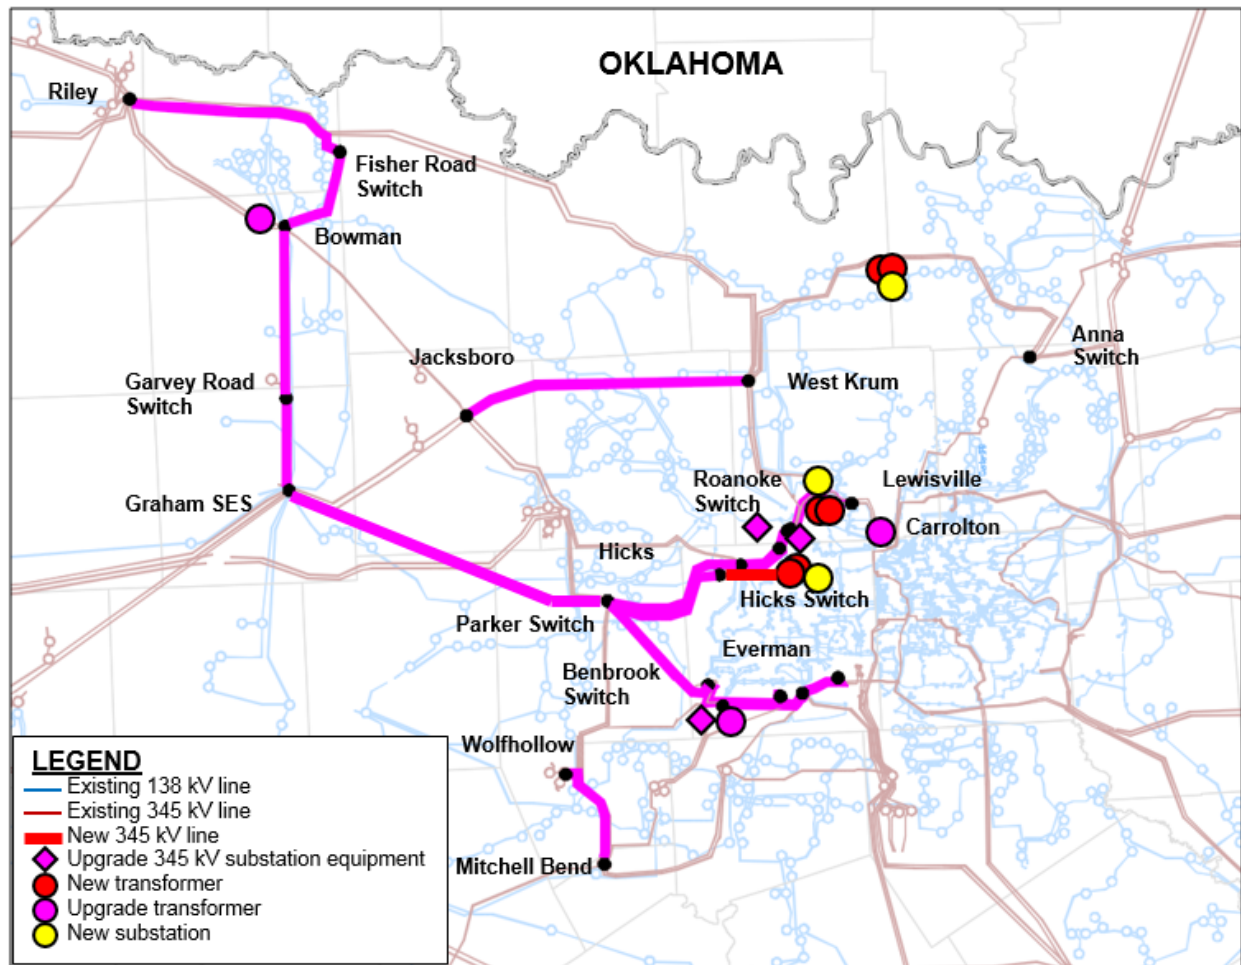 OKLAHOMA
Riley
Fisher Road
Switch
Bowman
Jacksboro
Anna
Switch
Garvey Road
Switch
West Krum
Graham SES
Roanoke
Switch
Lewisville
Carrolton
Hicks
Hicks Switch
Parker Switch
Everman
Benbrook
Switch
Wolfhollow
Mitchell Bend
LEGEND
Existing 138 kV line
Existing 345 kV line
New 345 kV line
Upgrade 345 kV substation equipment
New transformer
Upgrade transformer
New substation